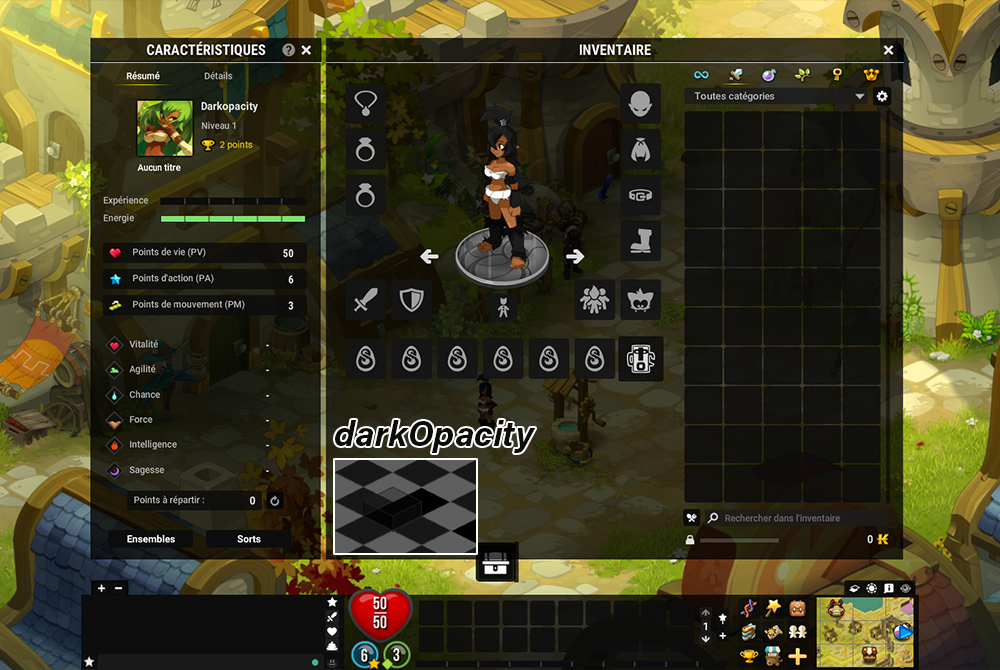 CARACTÉRISTIQUES
?
Résumé
Détails
Darkopacity
Niveau 1
2 points
Aucun titre
Expérience
Energie
Points de vie (PV)
50
Points d'action (PA)
6
Points de mouvement (PM)
3
Vitalité
-
Agilité
-
Chance
-
Force
-
Intelligence
-
Sagesse
-
Points à répartir :
0
Ensembles
Sorts
INVENTAIRE
Toutes catégories
Rechercher dans l'inventaire
0
darkOpacity
50
50
6
3
1